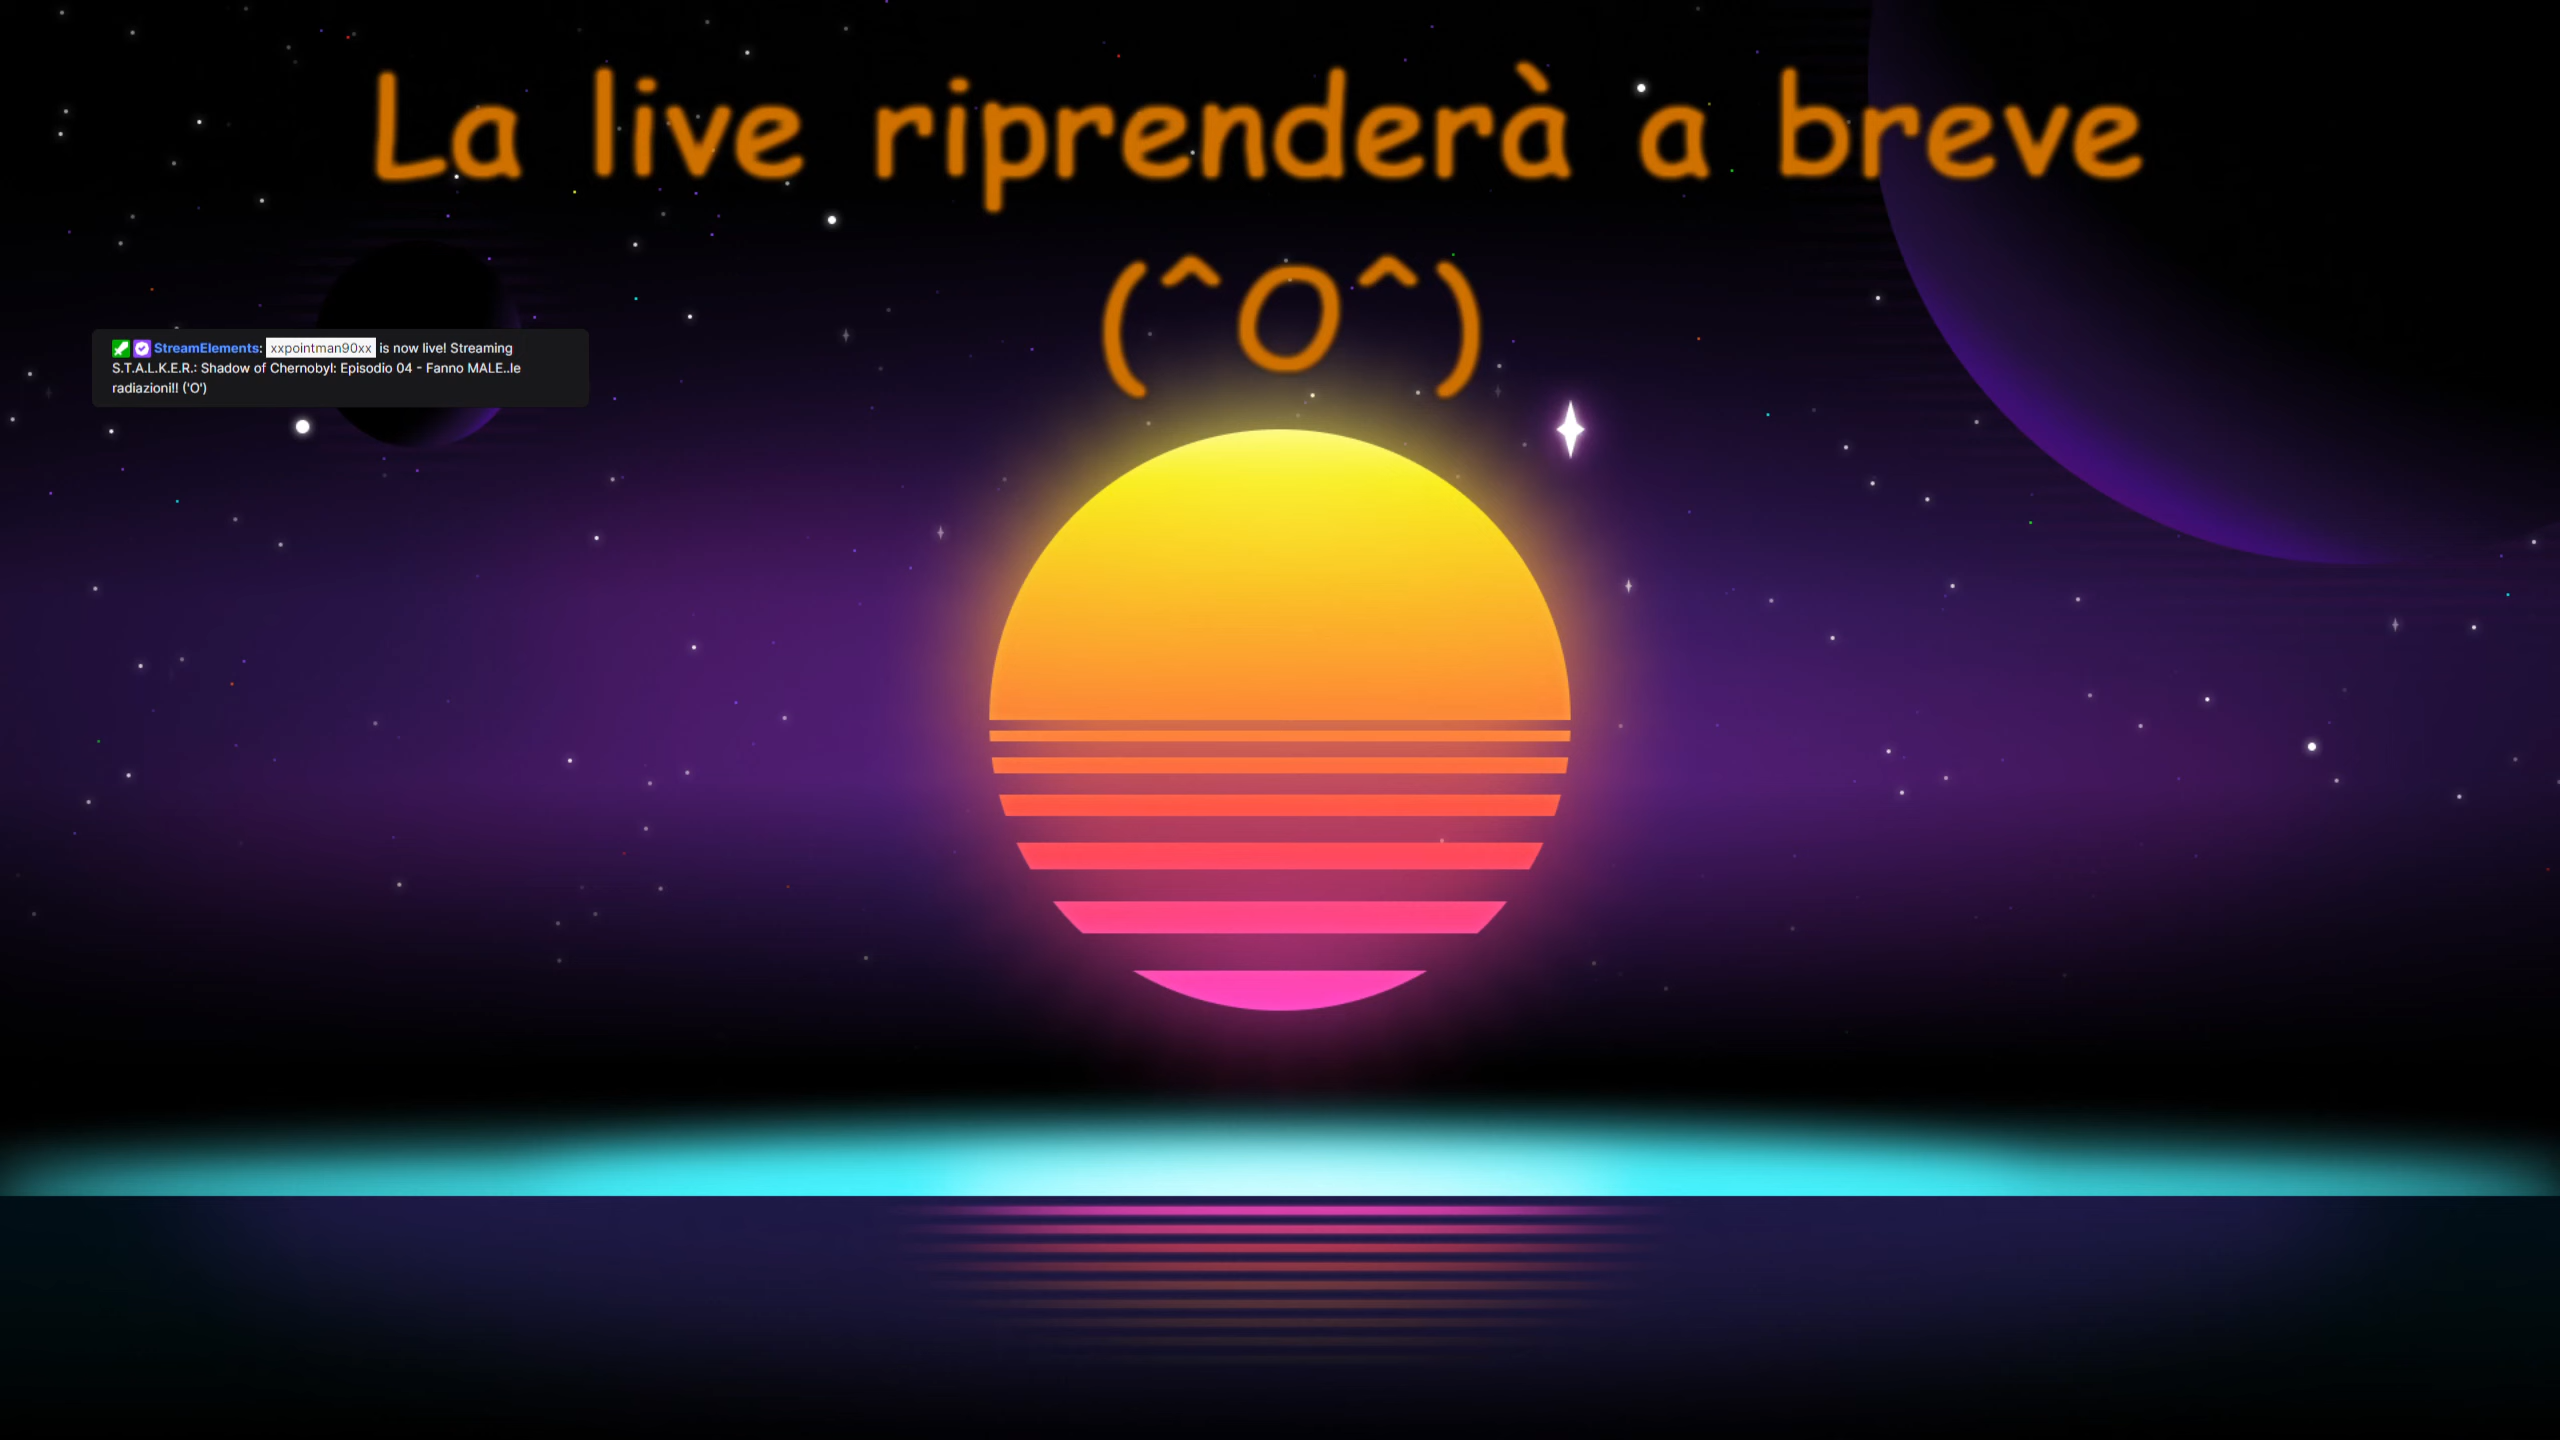 La live riprenderà a breve
(^O^)
StreamElements: xxpointman90xx is now live! Streaming
S.T.A.L.K.E.R.: Shadow of Chernobyl: Episodio 04 - Fanno MALE..le
radiazioni!! ('O')